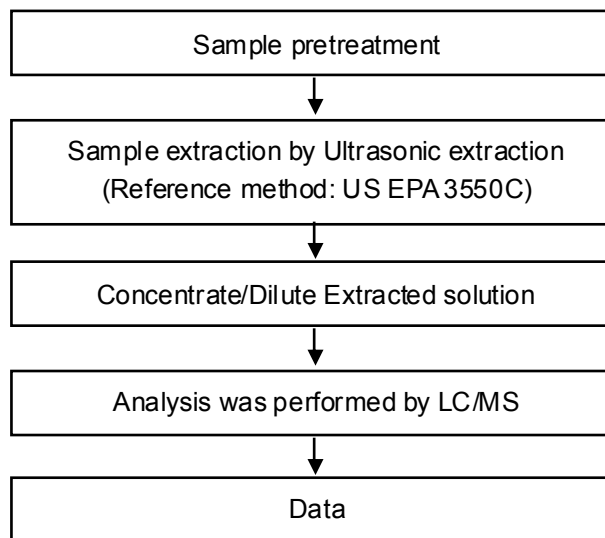 Sample pretreatment
Sample extraction by Ultrasonic extraction
(Reference method: US EPA 3550C)
Concentrate/Dilute Extracted solution
Analysis was performed by LC/MS
Data